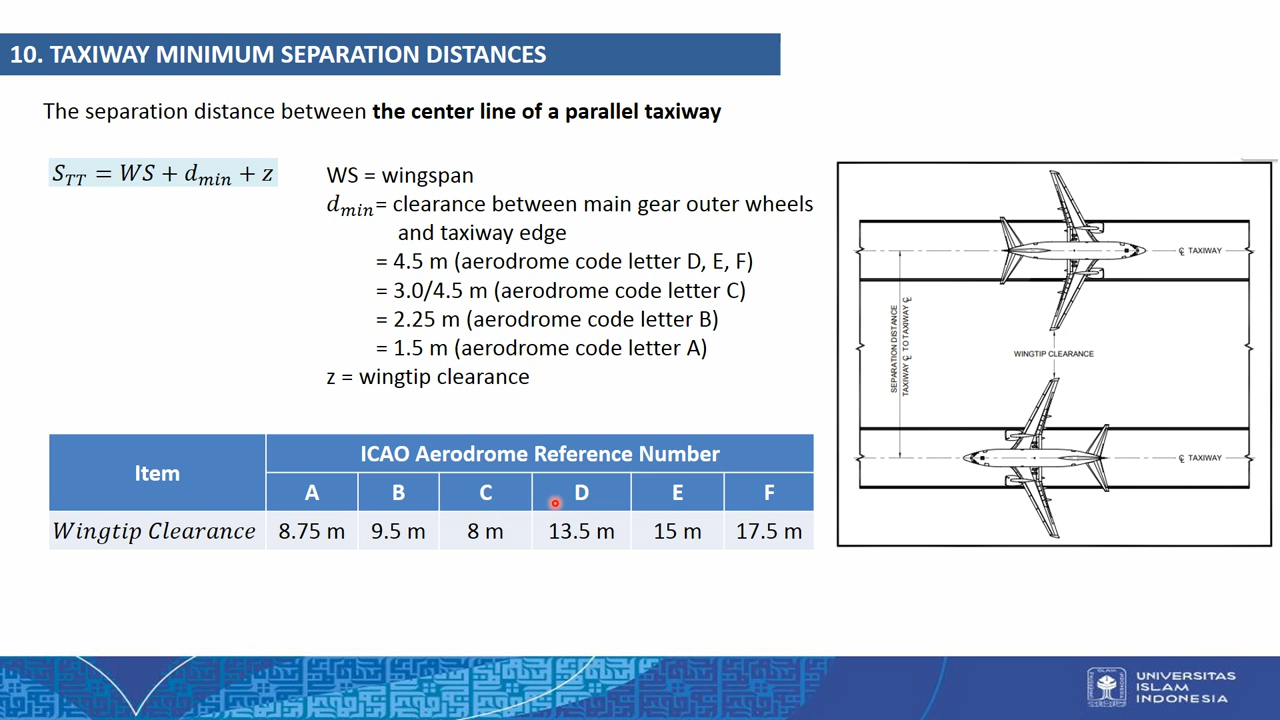 10. TAXIWAY MINIMUM SEPARATION DISTANCES
The separation distance between the center line of a parallel taxiway
S_TT = WS + d_min + z
WS = wingspan
d_min = clearance between main gear outer wheels
and taxiway edge
= 4.5 m (aerodrome code letter D, E, F)
= 3.0/4.5 m (aerodrome code letter C)
= 2.25 m (aerodrome code letter B)
= 1.5 m (aerodrome code letter A)
z = wingtip clearance
℄ TAXIWAY
SEPARATION DISTANCE
TAXIWAY ℄ TO TAXIWAY ℄
WINGTIP CLEARANCE
℄ TAXIWAY
Item
ICAO Aerodrome Reference Number
A B C D E F
Wingtip Clearance 8.75 m 9.5 m 8 m 13.5 m 15 m 17.5 m
UNIVERSITAS
ISLAM
INDONESIA